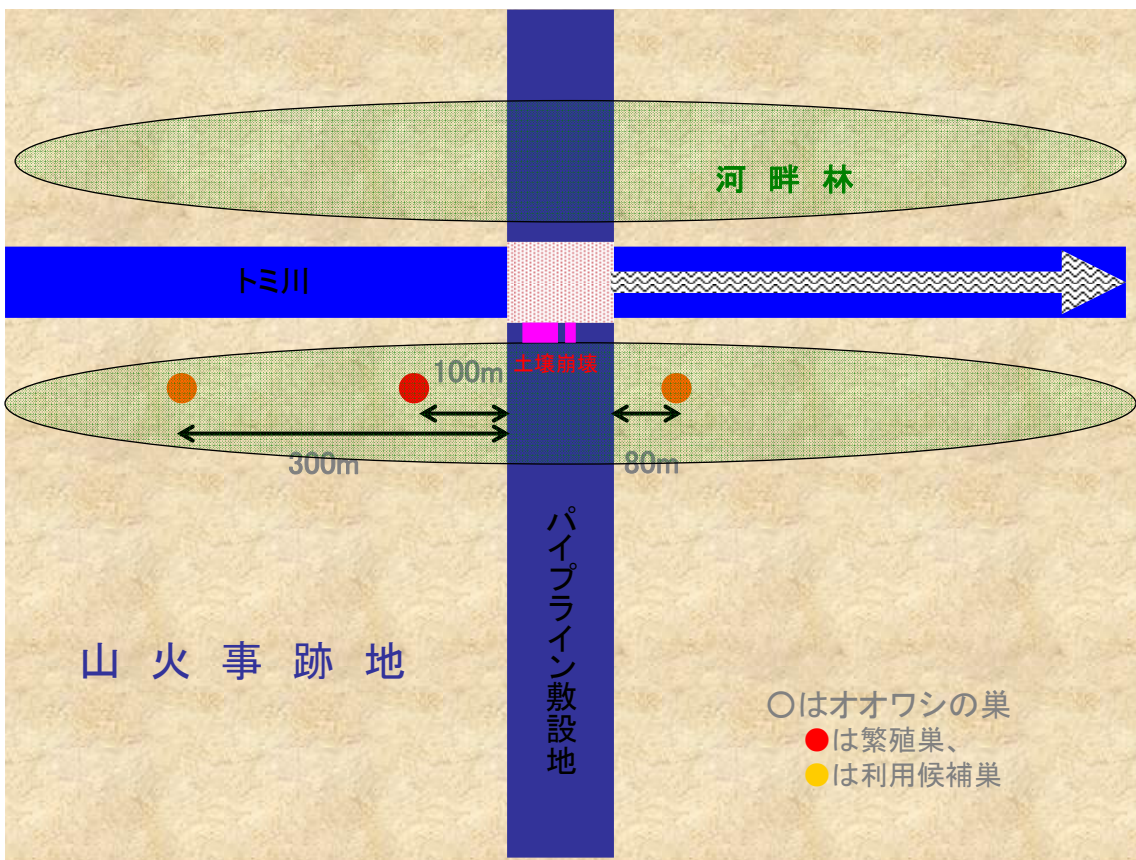 河 畔 林
トミ川
土壌崩壊
100m
300m
80m
パイプライン敷設地
山 火 事 跡 地
○はオオワシの巣
●は繁殖巣、
●は利用候補巣